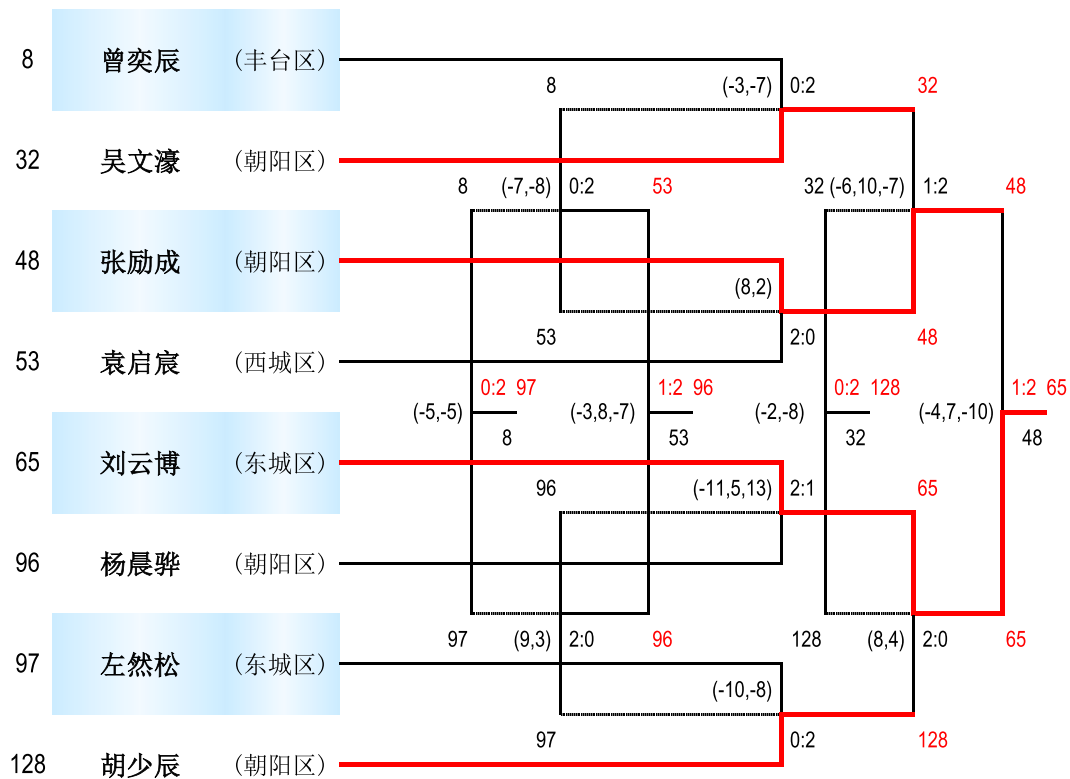 8 曾奕辰 (丰台区)
8 (-3,-7) 0:2 32
32 吴文濠 (朝阳区)
8 (-7,-8) 0:2 53 32 (-6,10,-7) 1:2 48
48 张励成 (朝阳区)
(8,2)
53 2:0 48
53 袁启宸 (西城区)
0:2 97 1:2 96 0:2 128 1:2 65
(-5,-5) (-3,8,-7) (-2,-8) (-4,7,-10)
8 53 32 48
65 刘云博 (东城区)
96 (-11,5,13) 2:1 65
96 杨晨骅 (朝阳区)
97 (9,3) 2:0 96 128 (8,4) 2:0 65
97 左然松 (东城区)
(-10,-8)
97 0:2 128
128 胡少辰 (朝阳区)